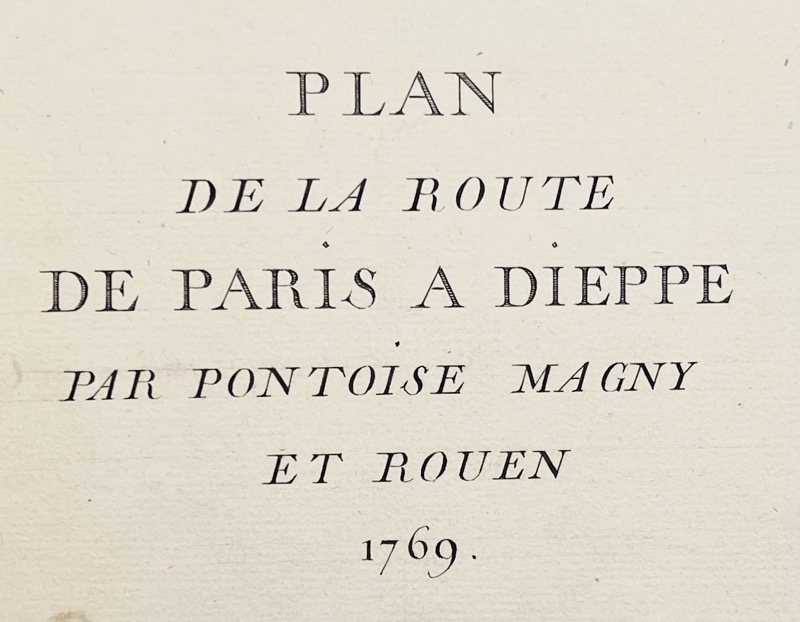 PLAN
DE LA ROUTE
DE PARIS A DIEPPE
PAR PONTOISE MAGNY
ET ROUEN
1769.